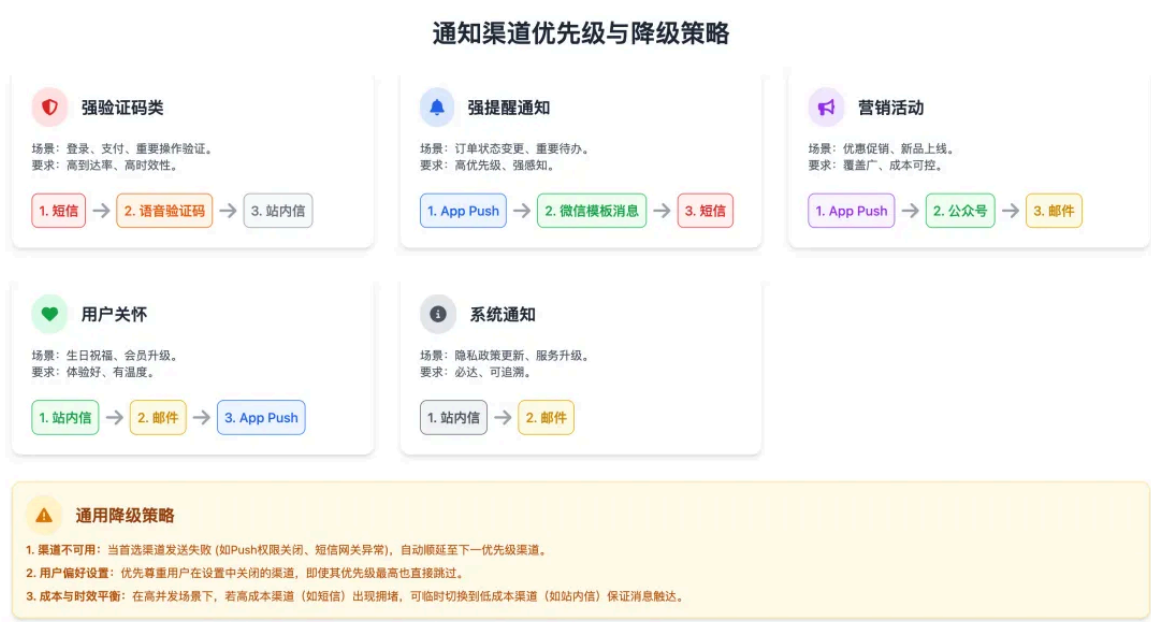 通知渠道优先级与降级策略
强验证码类
场景：登录、支付、重要操作验证。
要求：高到达率、高时效性。
1. 短信 → 2. 语音验证码 → 3. 站内信
强提醒通知
场景：订单状态变更、重要待办。
要求：高优先级、强感知。
1. App Push → 2. 微信模板消息 → 3. 短信
营销活动
场景：优惠促销、新品上线。
要求：覆盖广、成本可控。
1. App Push → 2. 公众号 → 3. 邮件
用户关怀
场景：生日祝福、会员升级。
要求：体验好、有温度。
1. 站内信 → 2. 邮件 → 3. App Push
系统通知
场景：隐私政策更新、服务升级。
要求：必达、可追溯。
1. 站内信 → 2. 邮件
通用降级策略
1. 渠道不可用：当首选渠道发送失败 (如Push权限关闭、短信网关异常)，自动顺延至下一优先级渠道。
2. 用户偏好设置：优先尊重用户在设置中关闭的渠道，即使其优先级最高也直接跳过。
3. 成本与时效平衡：在高并发场景下，若高成本渠道（如短信）出现拥堵，可临时切换到低成本渠道（如站内信）保证消息触达。